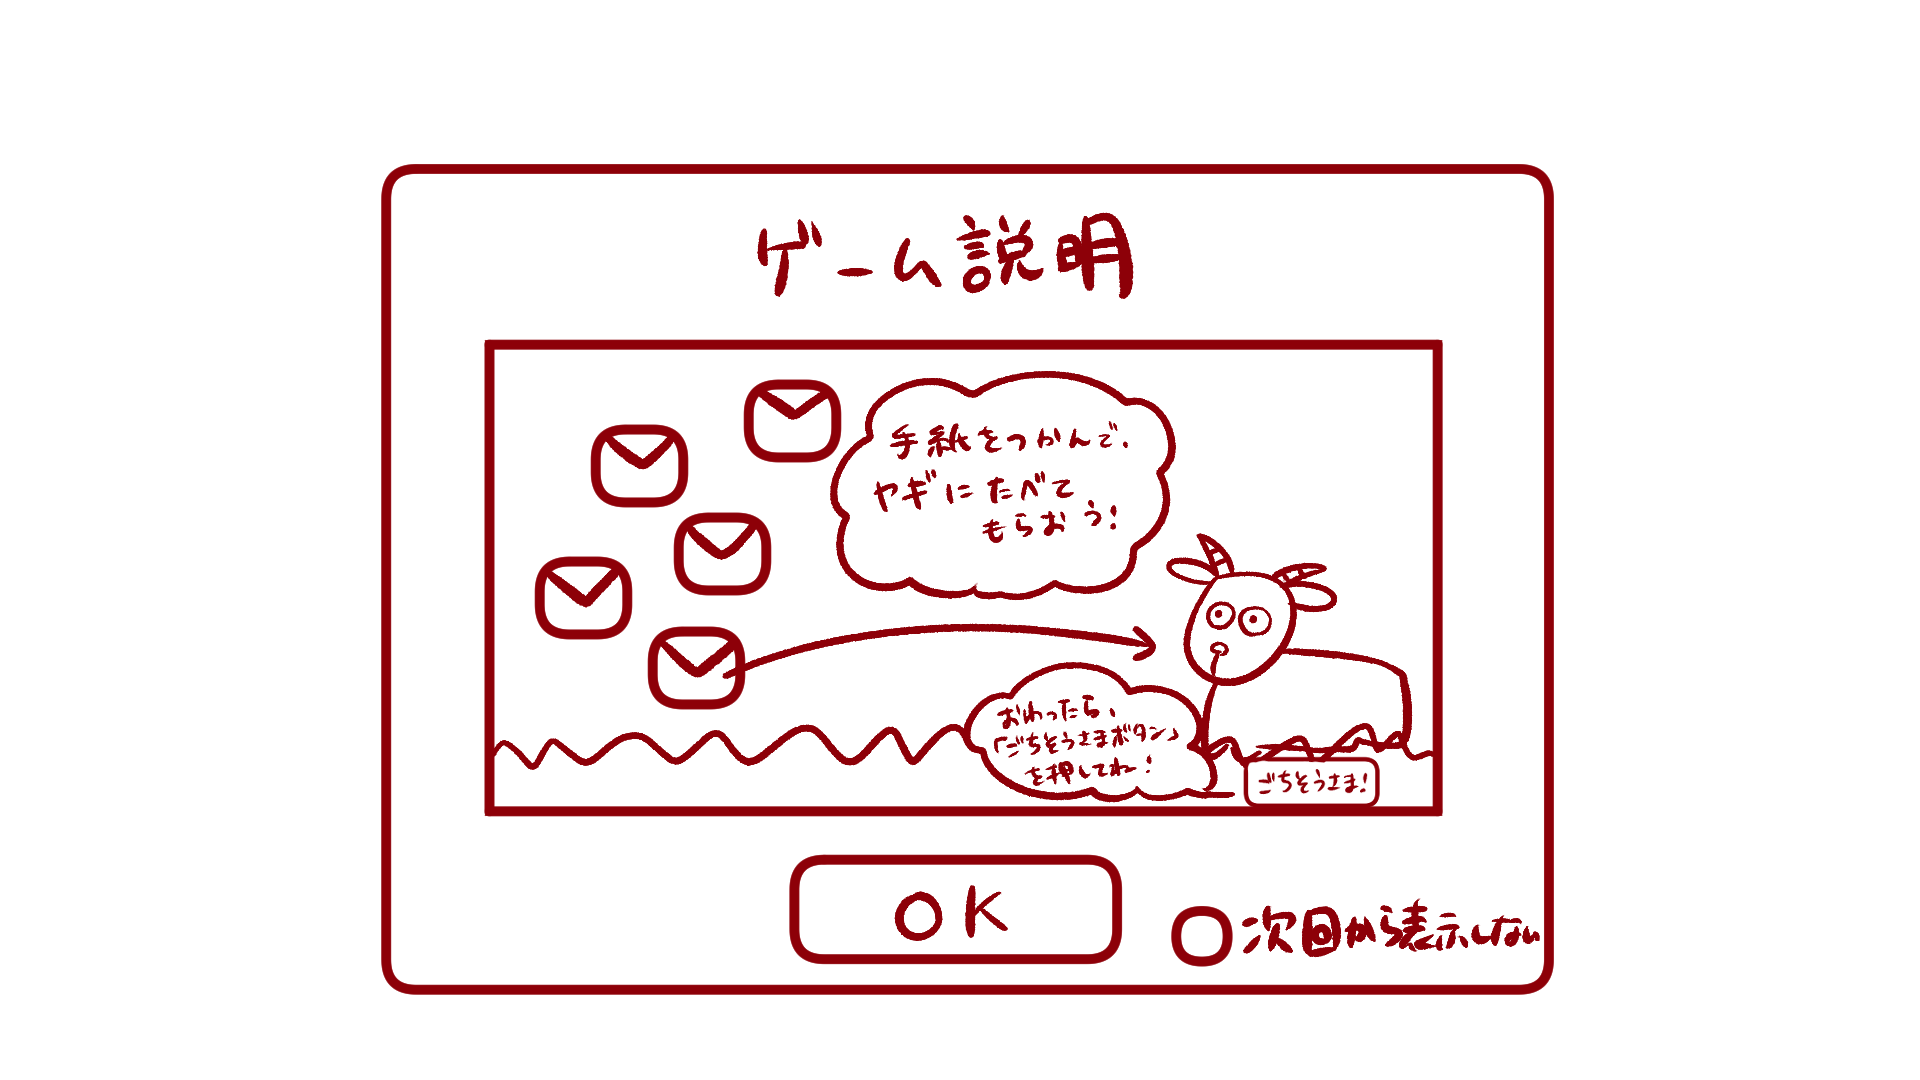 ゲーム説明
手紙をつかんで、
ヤギにたべて
もらおう!
おわったら、
「ごちそうさまボタン」
を押してね!
ごちそうさま!
OK
次回から表示しない